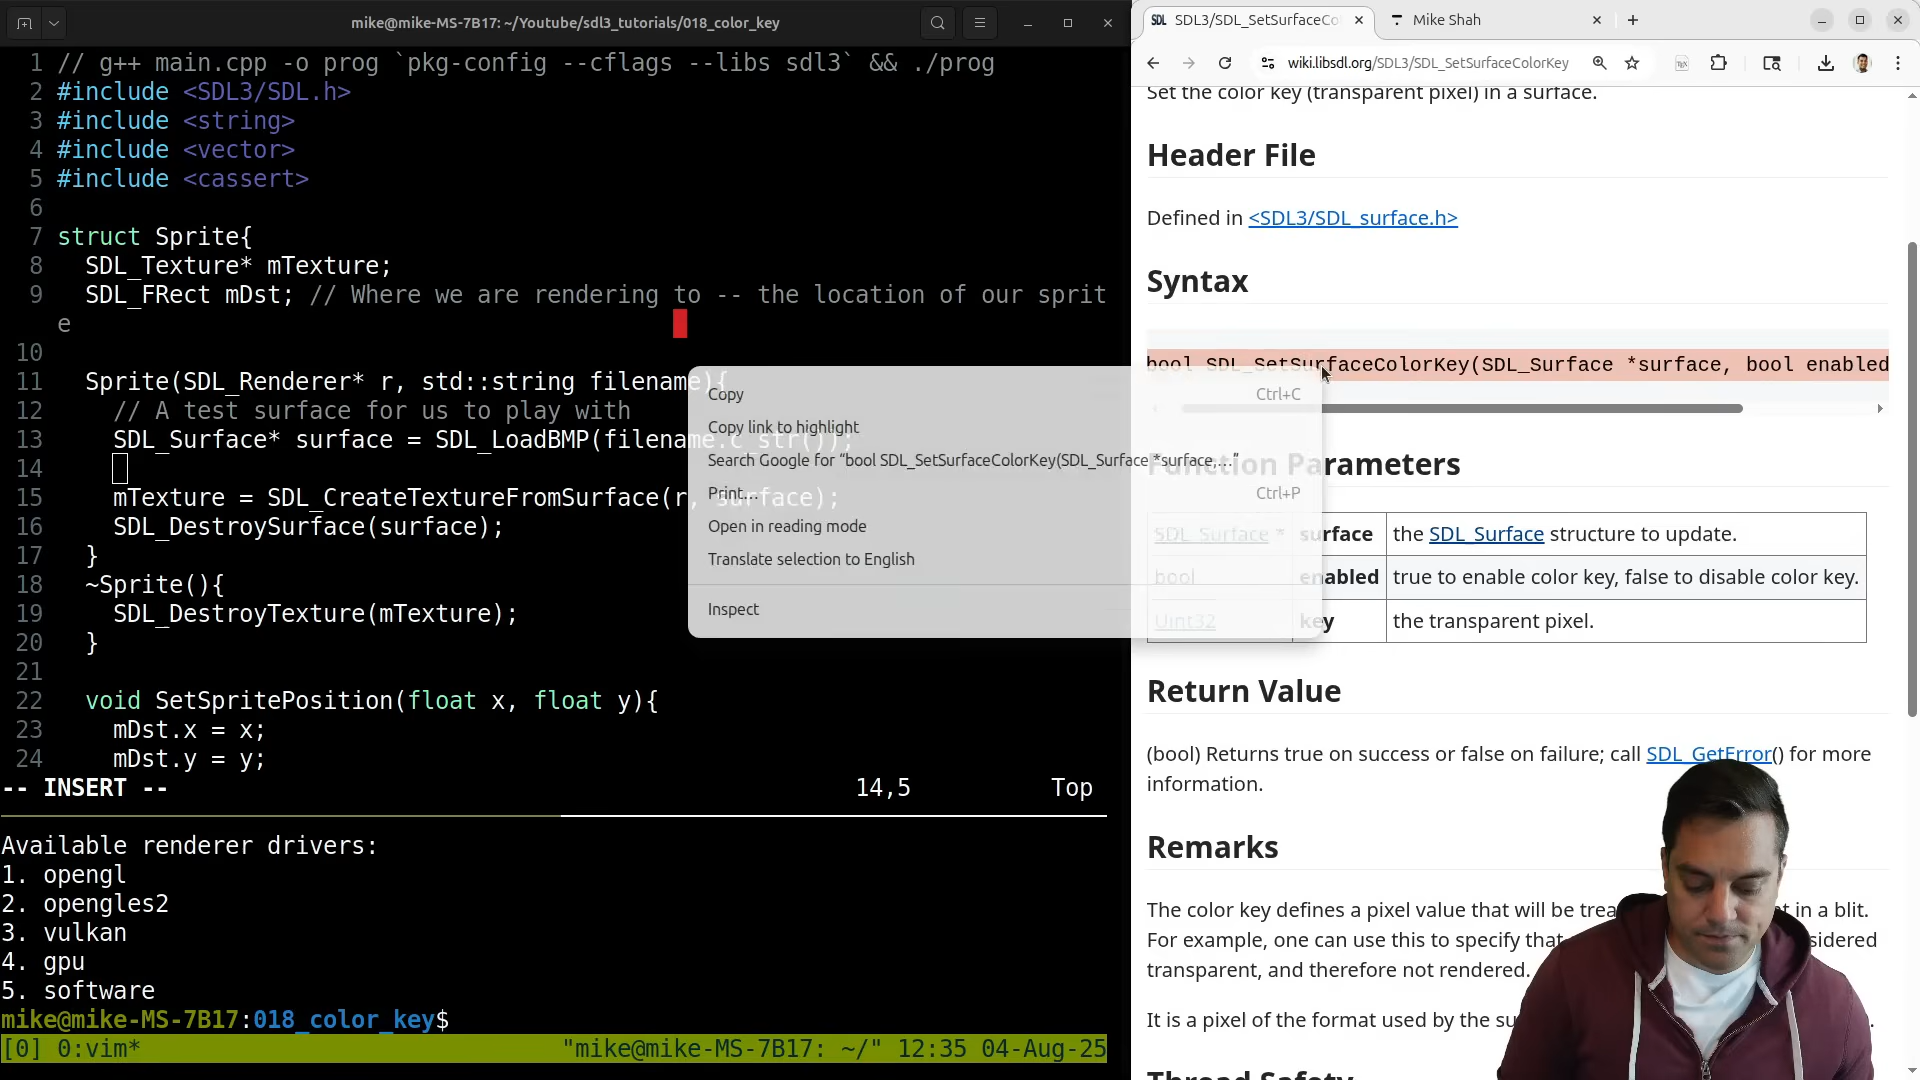 mike@mike-MS-7B17: ~/Youtube/sdl3_tutorials/018_color_key
1 // g++ main.cpp -o prog `pkg-config --cflags --libs sdl3` && ./prog
2 #include <SDL3/SDL.h>
3 #include <string>
4 #include <vector>
5 #include <cassert>
6
7 struct Sprite{
8 SDL_Texture* mTexture;
9 SDL_FRect mDst; // Where we are rendering to -- the location of our sprit
e
10
11 Sprite(SDL_Renderer* r, std::string filename){
12 // A test surface for us to play with
13 SDL_Surface* surface = SDL_LoadBMP(filename.c_str());
14
15 mTexture = SDL_CreateTextureFromSurface(r, surface);
16 SDL_DestroySurface(surface);
17 }
18 ~Sprite(){
19 SDL_DestroyTexture(mTexture);
20 }
21
22 void SetSpritePosition(float x, float y){
23 mDst.x = x;
24 mDst.y = y;
-- INSERT -- 14,5 Top
Available renderer drivers:
1. opengl
2. opengles2
3. vulkan
4. gpu
5. software
mike@mike-MS-7B17:018_color_key$
[0] 0:vim* "mike@mike-MS-7B17: ~/" 12:35 04-Aug-25
Copy Ctrl+C
Copy link to highlight
Search Google for “bool SDL_SetSurfaceColorKey(SDL_Surface *surface,…”
Print… Ctrl+P
Open in reading mode
Translate selection to English
Inspect
SDL SDL3/SDL_SetSurfaceCo
Mike Shah
wiki.libsdl.org/SDL3/SDL_SetSurfaceColorKey
Set the color key (transparent pixel) in a surface.
Header File
Defined in <SDL3/SDL_surface.h>
Syntax
bool SDL_SetSurfaceColorKey(SDL_Surface *surface, bool enabled
Function Parameters
SDL_Surface * surface the SDL_Surface structure to update.
bool enabled true to enable color key, false to disable color key.
Uint32 key the transparent pixel.
Return Value
(bool) Returns true on success or false on failure; call SDL_GetError() for more
information.
Remarks
The color key defines a pixel value that will be in a blit.
For example, one can use this to specify that
transparent, and therefore not rendered.
It is a pixel of the format used by the
Thread Safety